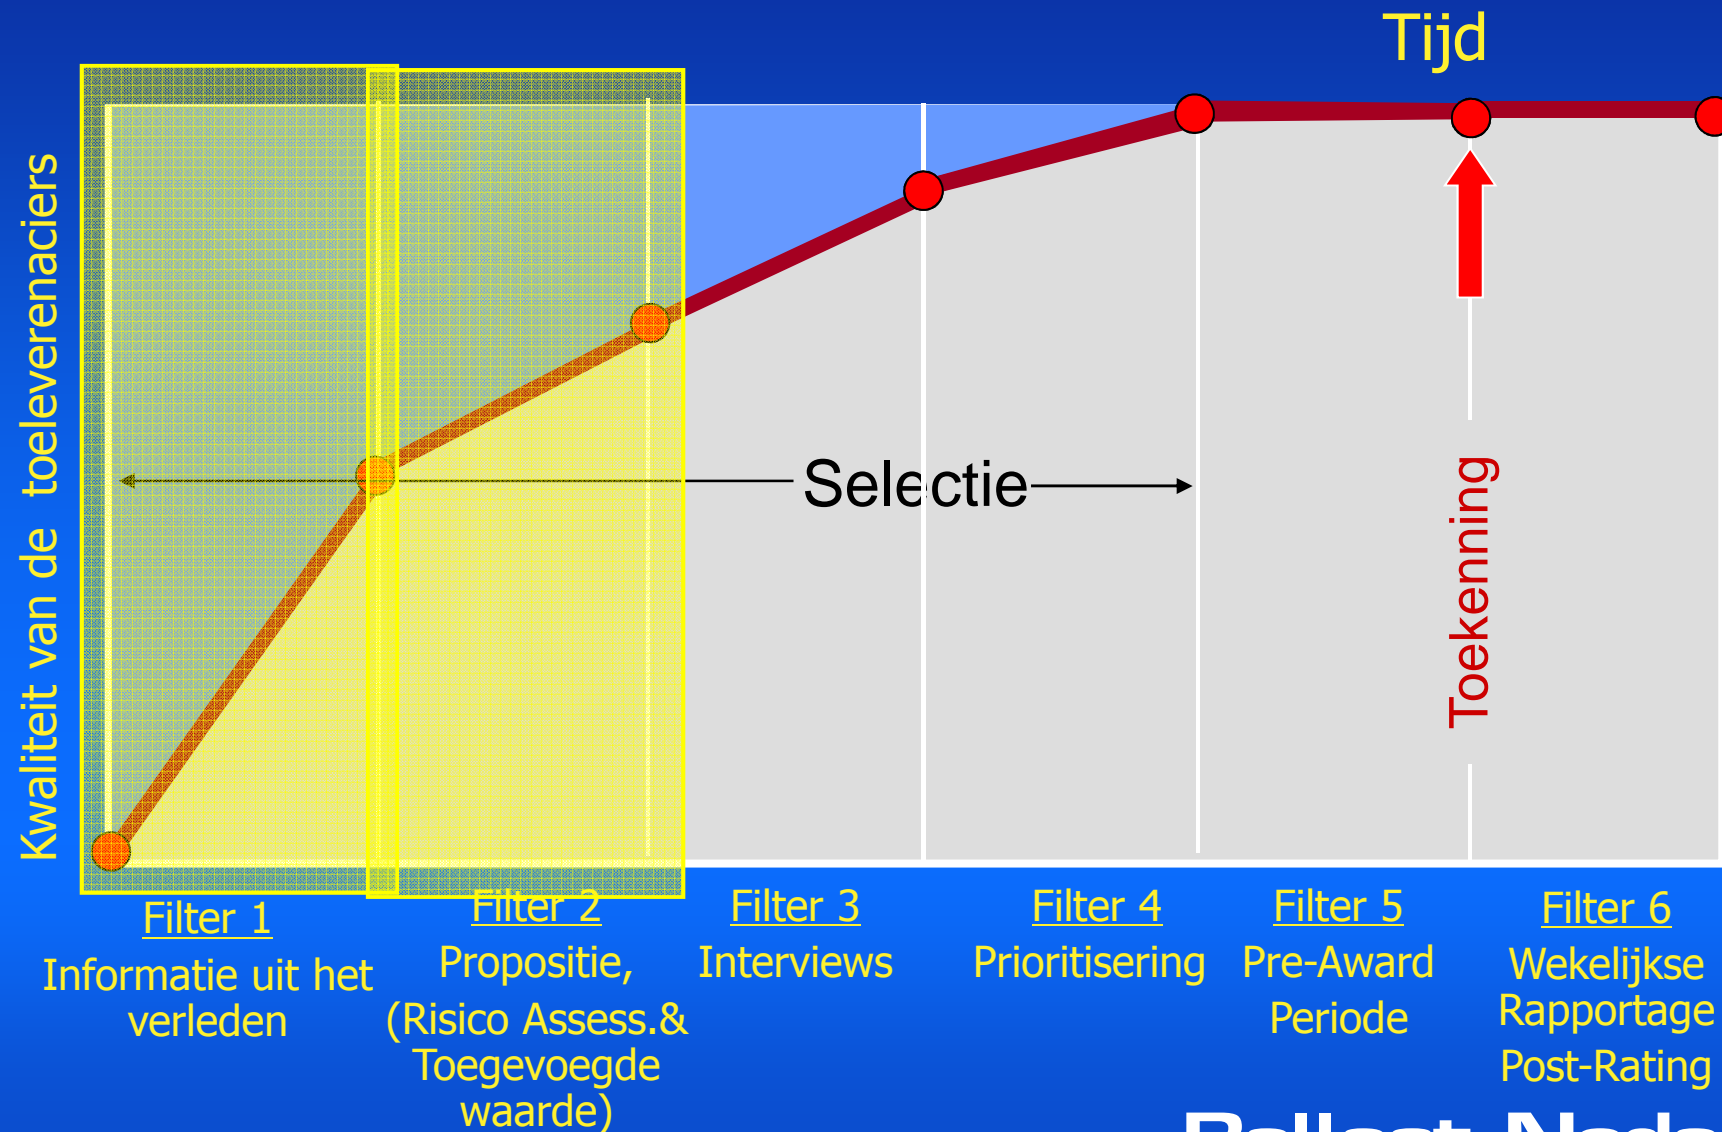 Tijd
Kwaliteit van de toeleverenaciers
Selectie
Toekenning
Filter 1
Informatie uit het
verleden
Filter 2
Propositie,
(Risico Assess.&
Toegevoegde
waarde)
Filter 3
Interviews
Filter 4
Prioritisering
Filter 5
Pre-Award
Periode
Filter 6
Wekelijkse
Rapportage
Post-Rating